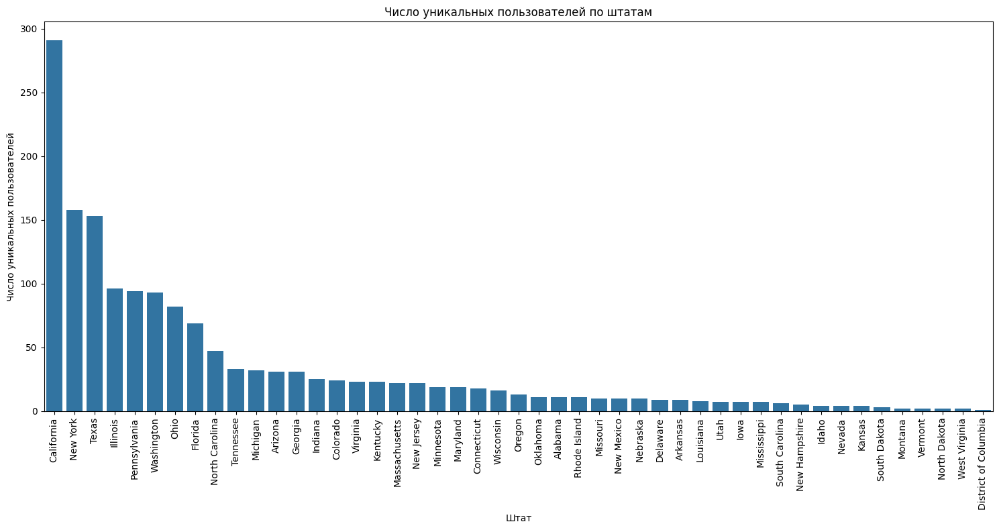 Число уникальных пользователей по штатам
Число уникальных пользователей
300
250
200
150
100
50
0
California
New York
Texas
Illinois
Pennsylvania
Washington
Ohio
Florida
North Carolina
Tennessee
Michigan
Arizona
Georgia
Indiana
Colorado
Virginia
Kentucky
Massachusetts
New Jersey
Minnesota
Maryland
Connecticut
Wisconsin
Oregon
Oklahoma
Alabama
Rhode Island
Missouri
New Mexico
Nebraska
Delaware
Arkansas
Louisiana
Utah
Iowa
Mississippi
South Carolina
New Hampshire
Idaho
Nevada
Kansas
South Dakota
Montana
Vermont
North Dakota
West Virginia
District of Columbia
Штат